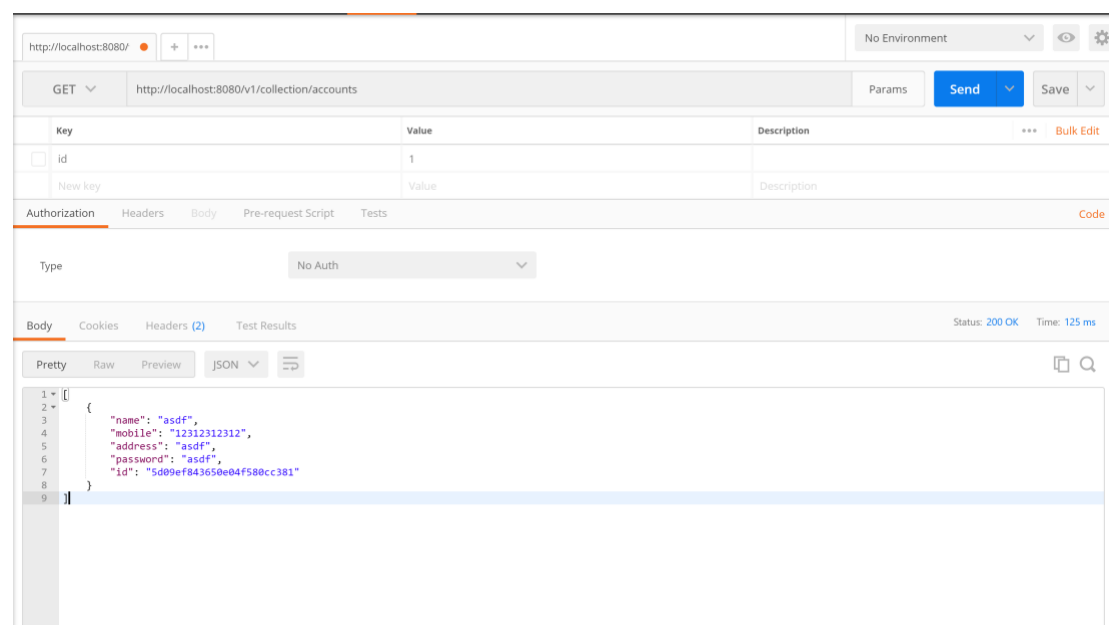 http://localhost:8080/ + •••
No Environment
GET http://localhost:8080/v1/collection/accounts Params Send Save
Key Value Description ••• Bulk Edit
id 1
New key Value Description
Authorization Headers Body Pre-request Script Tests Code
Type No Auth
Body Cookies Headers (2) Test Results Status: 200 OK Time: 125 ms
Pretty Raw Preview JSON
1 [
2 {
3 "name": "asdf",
4 "mobile": "12312312312",
5 "address": "asdf",
6 "password": "asdf",
7 "id": "5d09ef843650e04f580cc381"
8 }
9 ]